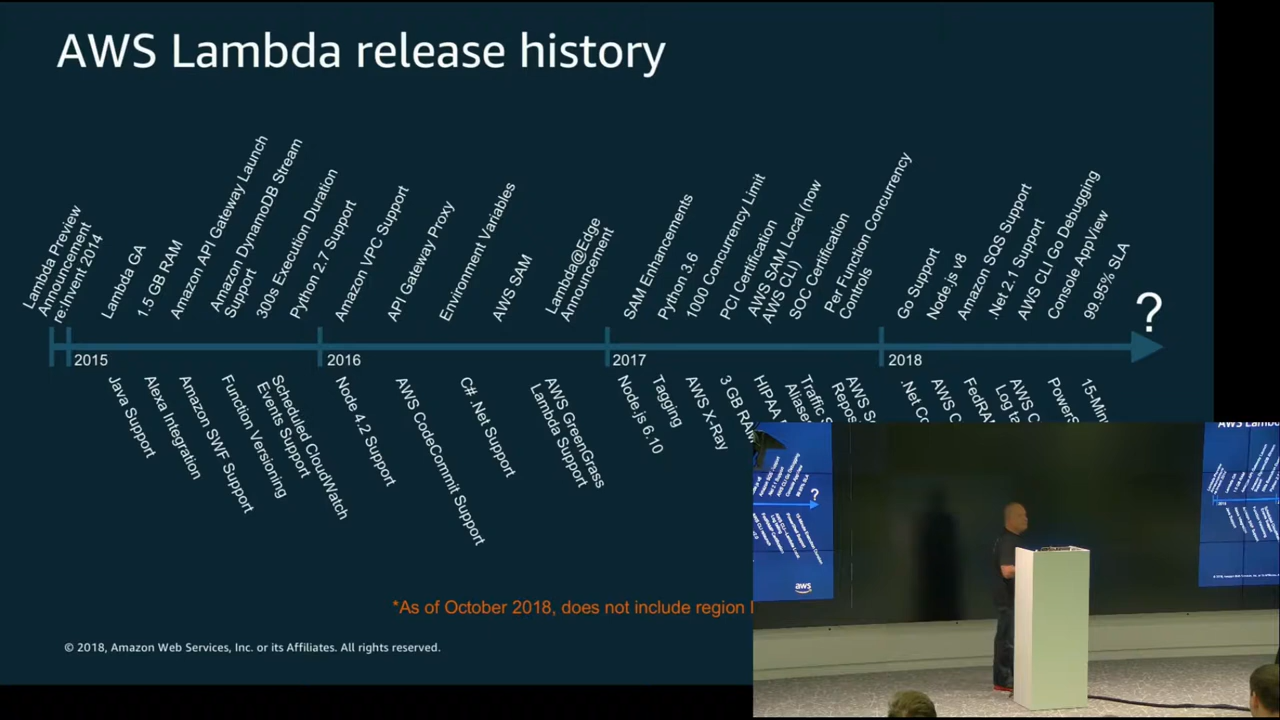 AWS Lambda release history
Lambda Preview
Announcement
re:Invent 2014
Lambda GA
1.5 GB RAM
Amazon API Gateway Launch
Amazon DynamoDB Stream
Support
300s Execution Duration
Python 2.7 Support
Amazon VPC Support
API Gateway Proxy
Environment Variables
AWS SAM
Lambda@Edge
Announcement
SAM Enhancements
Python 3.6
1000 Concurrency Limit
PCI Certification
AWS SAM Local (now
AWS CLI)
SOC Certification
Per Function Concurrency
Controls
Go Support
Node.js v8
Amazon SQS Support
.Net 2.1 Support
AWS CLI Go Debugging
Console AppView
99.95% SLA
?
2015
2016
2017
2018
Java Support
Alexa Integration
Amazon SWF Support
Function Versioning
Scheduled CloudWatch
Events Support
Node 4.2 Support
AWS CodeCommit Support
C# .Net Support
AWS GreenGrass
Lambda Support
Node.js 6.10
Tagging
AWS X-Ray
3 GB RAM
HIPAA
Traffic
Aliases
AWS
.Net
AWS
Log
AWS
15-Min
*As of October 2018, does not include region
© 2018, Amazon Web Services, Inc. or its Affiliates. All rights reserved.
?
aws
AWS Lambda